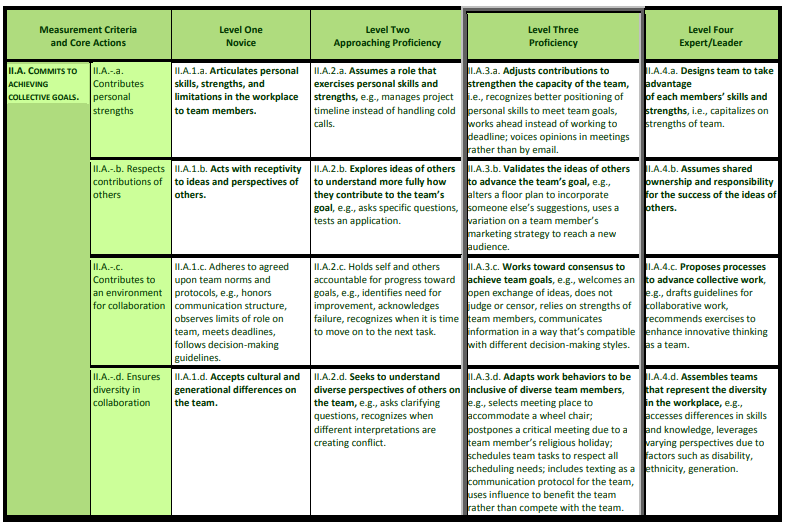 Measurement Criteria
and Core Actions
Level One
Novice
Level Two
Approaching Proficiency
Level Three
Proficiency
Level Four
Expert/Leader
II.A. COMMITS TO
ACHIEVING
COLLECTIVE GOALS.
II.A.-.a.
Contributes
personal
strengths
II.A.1.a. Articulates personal
skills, strengths, and
limitations in the workplace
to team members.
II.A.2.a. Assumes a role that
exercises personal skills and
strengths, e.g., manages project
timeline instead of handling cold
calls.
II.A.3.a. Adjusts contributions to
strengthen the capacity of the team,
i.e., recognizes better positioning of
personal skills to meet team goals,
works ahead instead of working to
deadline; voices opinions in meetings
rather than by email.
II.A.4.a. Designs team to take
advantage
of each members’ skills and
strengths, i.e., capitalizes on
strengths of team.
II.A.-.b. Respects
contributions of
others
II.A.1.b. Acts with receptivity
to ideas and perspectives of
others.
II.A.2.b. Explores ideas of others
to understand more fully how
they contribute to the team’s
goal, e.g., asks specific questions,
tests an application.
II.A.3.b. Validates the ideas of others
to advance the team’s goal, e.g.,
alters a floor plan to incorporate
someone else’s suggestions, uses a
variation on a team member’s
marketing strategy to reach a new
audience.
II.A.4.b. Assumes shared
ownership and responsibility
for the success of the ideas of
others.
II.A.-.c.
Contributes to
an environment
for collaboration
II.A.1.c. Adheres to agreed
upon team norms and
protocols, e.g., honors
communication structure,
observes limits of role on
team, meets deadlines,
follows decision-making
guidelines.
II.A.2.c. Holds self and others
accountable for progress toward
goals, e.g., identifies need for
improvement, acknowledges
failure, recognizes when it is time
to move on to the next task.
II.A.3.c. Works toward consensus to
achieve team goals, e.g., welcomes an
open exchange of ideas, does not
judge or censor, relies on strengths of
team members, communicates
information in a way that’s compatible
with different decision-making styles.
II.A.4.c. Proposes processes
to advance collective work,
e.g., drafts guidelines for
collaborative work,
recommends exercises to
enhance innovative thinking
as a team.
II.A.-.d. Ensures
diversity in
collaboration
II.A.1.d. Accepts cultural and
generational differences on
the team.
II.A.2.d. Seeks to understand
diverse perspectives of others on
the team, e.g., asks clarifying
questions, recognizes when
different interpretations are
creating conflict.
II.A.3.d. Adapts work behaviors to be
inclusive of diverse team members,
e.g., selects meeting place to
accommodate a wheel chair;
postpones a critical meeting due to a
team member’s religious holiday;
schedules team tasks to respect all
scheduling needs; includes texting as a
communication protocol for the team,
uses influence to benefit the team
rather than compete with the team.
II.A.4.d. Assembles teams
that represent the diversity
in the workplace, e.g.,
accesses differences in skills
and knowledge, leverages
varying perspectives due to
factors such as disability,
ethnicity, generation.